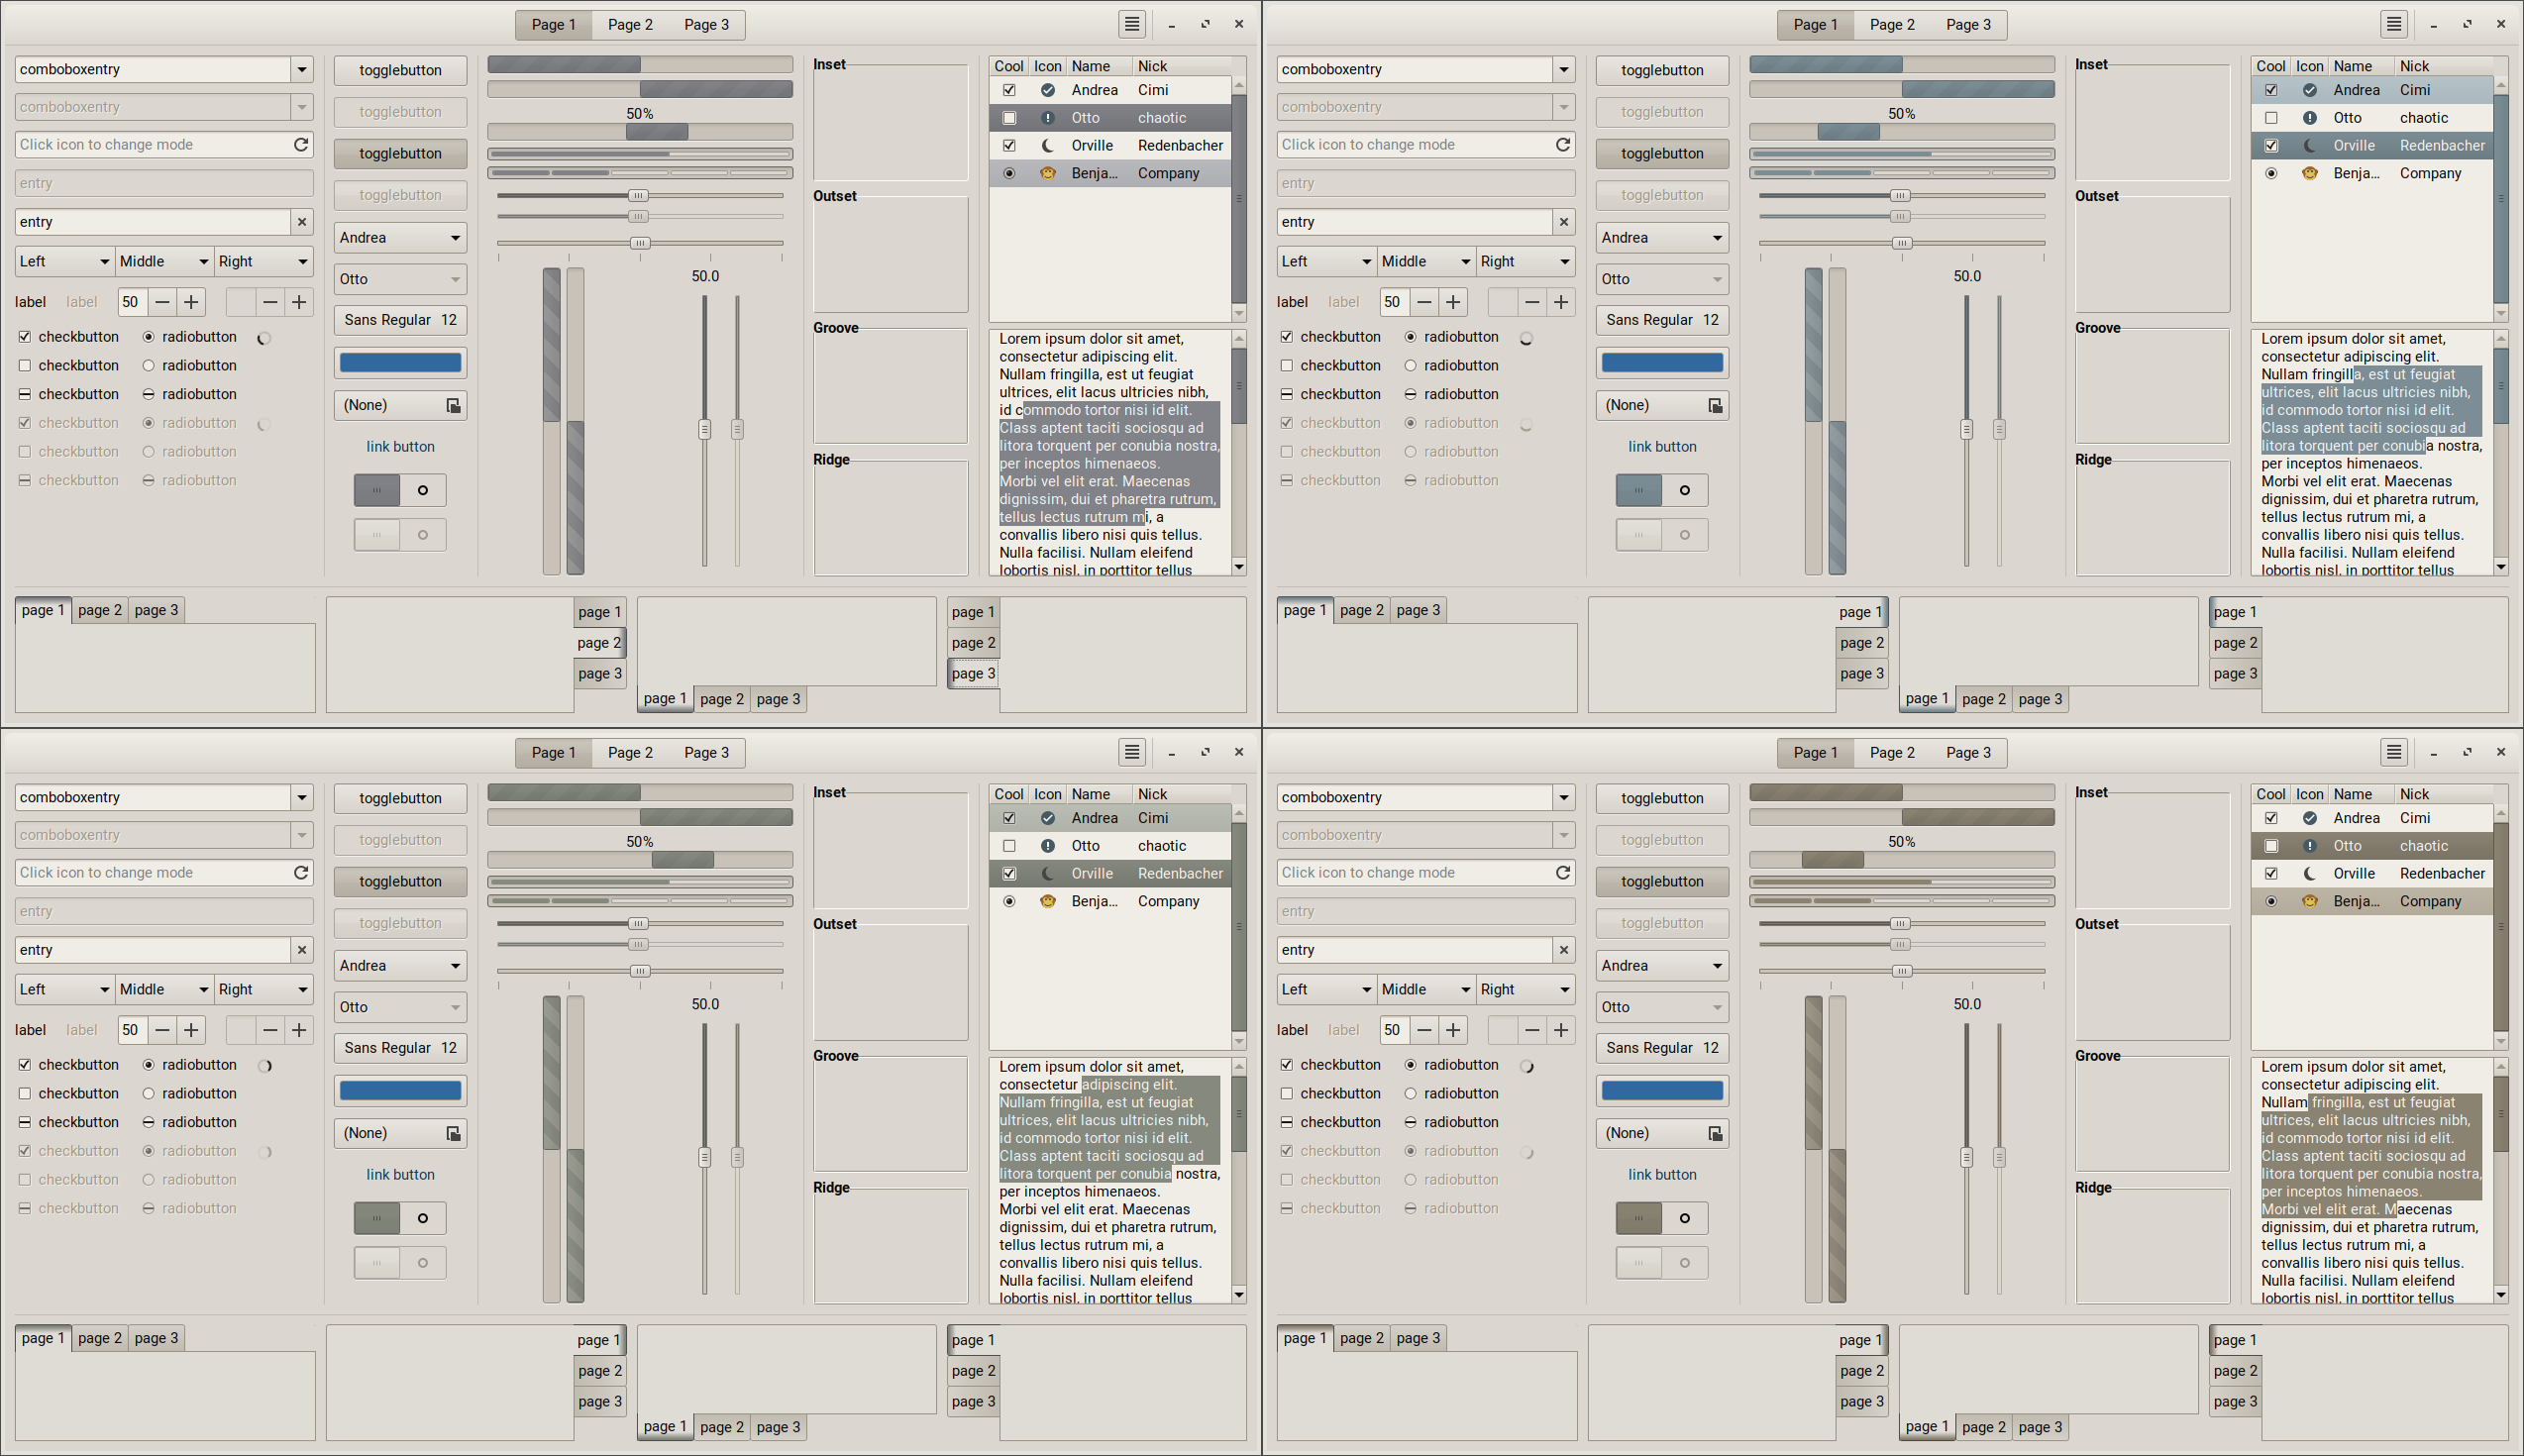 Page 1 Page 2 Page 3
comboboxentry
comboboxentry
Click icon to change mode
entry
entry
Left Middle Right
label label 50
checkbutton radiobutton
checkbutton radiobutton
checkbutton radiobutton
checkbutton radiobutton
checkbutton radiobutton
checkbutton radiobutton
togglebutton
togglebutton
togglebutton
togglebutton
Andrea
Otto
Sans Regular 12
(None)
link button
50%
50.0
Inset
Outset
Groove
Ridge
Cool Icon Name Nick
Andrea Cimi
Otto chaotic
Orville Redenbacher
Benja... Company
Lorem ipsum dolor sit amet,
consectetur adipiscing elit.
Nullam fringilla, est ut feugiat
ultrices, elit lacus ultricies nibh,
id commodo tortor nisi id elit.
Class aptent taciti sociosqu ad
litora torquent per conubia nostra,
per inceptos himenaeos.
Morbi vel elit erat. Maecenas
dignissim, dui et pharetra rutrum,
tellus lectus rutrum mi, a
convallis libero nisi quis tellus.
Nulla facilisi. Nullam eleifend
lobortis nisl, in porttitor tellus
page 1 page 2 page 3
page 1
page 2
page 3
page 1 page 2 page 3
page 1
page 2
page 3
Page 1 Page 2 Page 3
comboboxentry
comboboxentry
Click icon to change mode
entry
entry
Left Middle Right
label label 50
checkbutton radiobutton
checkbutton radiobutton
checkbutton radiobutton
checkbutton radiobutton
checkbutton radiobutton
checkbutton radiobutton
togglebutton
togglebutton
togglebutton
togglebutton
Andrea
Otto
Sans Regular 12
(None)
link button
50%
50.0
Inset
Outset
Groove
Ridge
Cool Icon Name Nick
Andrea Cimi
Otto chaotic
Orville Redenbacher
Benja... Company
Lorem ipsum dolor sit amet,
consectetur adipiscing elit.
Nullam fringilla, est ut feugiat
ultrices, elit lacus ultricies nibh,
id commodo tortor nisi id elit.
Class aptent taciti sociosqu ad
litora torquent per conubia nostra,
per inceptos himenaeos.
Morbi vel elit erat. Maecenas
dignissim, dui et pharetra rutrum,
tellus lectus rutrum mi, a
convallis libero nisi quis tellus.
Nulla facilisi. Nullam eleifend
lobortis nisl, in porttitor tellus
page 1 page 2 page 3
page 1
page 2
page 3
page 1 page 2 page 3
page 1
page 2
page 3
Page 1 Page 2 Page 3
comboboxentry
comboboxentry
Click icon to change mode
entry
entry
Left Middle Right
label label 50
checkbutton radiobutton
checkbutton radiobutton
checkbutton radiobutton
checkbutton radiobutton
checkbutton radiobutton
checkbutton radiobutton
togglebutton
togglebutton
togglebutton
togglebutton
Andrea
Otto
Sans Regular 12
(None)
link button
50%
50.0
Inset
Outset
Groove
Ridge
Cool Icon Name Nick
Andrea Cimi
Otto chaotic
Orville Redenbacher
Benja... Company
Lorem ipsum dolor sit amet,
consectetur adipiscing elit.
Nullam fringilla, est ut feugiat
ultrices, elit lacus ultricies nibh,
id commodo tortor nisi id elit.
Class aptent taciti sociosqu ad
litora torquent per conubia nostra,
per inceptos himenaeos.
Morbi vel elit erat. Maecenas
dignissim, dui et pharetra rutrum,
tellus lectus rutrum mi, a
convallis libero nisi quis tellus.
Nulla facilisi. Nullam eleifend
lobortis nisl, in porttitor tellus
page 1 page 2 page 3
page 1
page 2
page 3
page 1 page 2 page 3
page 1
page 2
page 3
Page 1 Page 2 Page 3
comboboxentry
comboboxentry
Click icon to change mode
entry
entry
Left Middle Right
label label 50
checkbutton radiobutton
checkbutton radiobutton
checkbutton radiobutton
checkbutton radiobutton
checkbutton radiobutton
checkbutton radiobutton
togglebutton
togglebutton
togglebutton
togglebutton
Andrea
Otto
Sans Regular 12
(None)
link button
50%
50.0
Inset
Outset
Groove
Ridge
Cool Icon Name Nick
Andrea Cimi
Otto chaotic
Orville Redenbacher
Benja... Company
Lorem ipsum dolor sit amet,
consectetur adipiscing elit.
Nullam fringilla, est ut feugiat
ultrices, elit lacus ultricies nibh,
id commodo tortor nisi id elit.
Class aptent taciti sociosqu ad
litora torquent per conubia nostra,
per inceptos himenaeos.
Morbi vel elit erat. Maecenas
dignissim, dui et pharetra rutrum,
tellus lectus rutrum mi, a
convallis libero nisi quis tellus.
Nulla facilisi. Nullam eleifend
lobortis nisl, in porttitor tellus
page 1 page 2 page 3
page 1
page 2
page 3
page 1 page 2 page 3
page 1
page 2
page 3